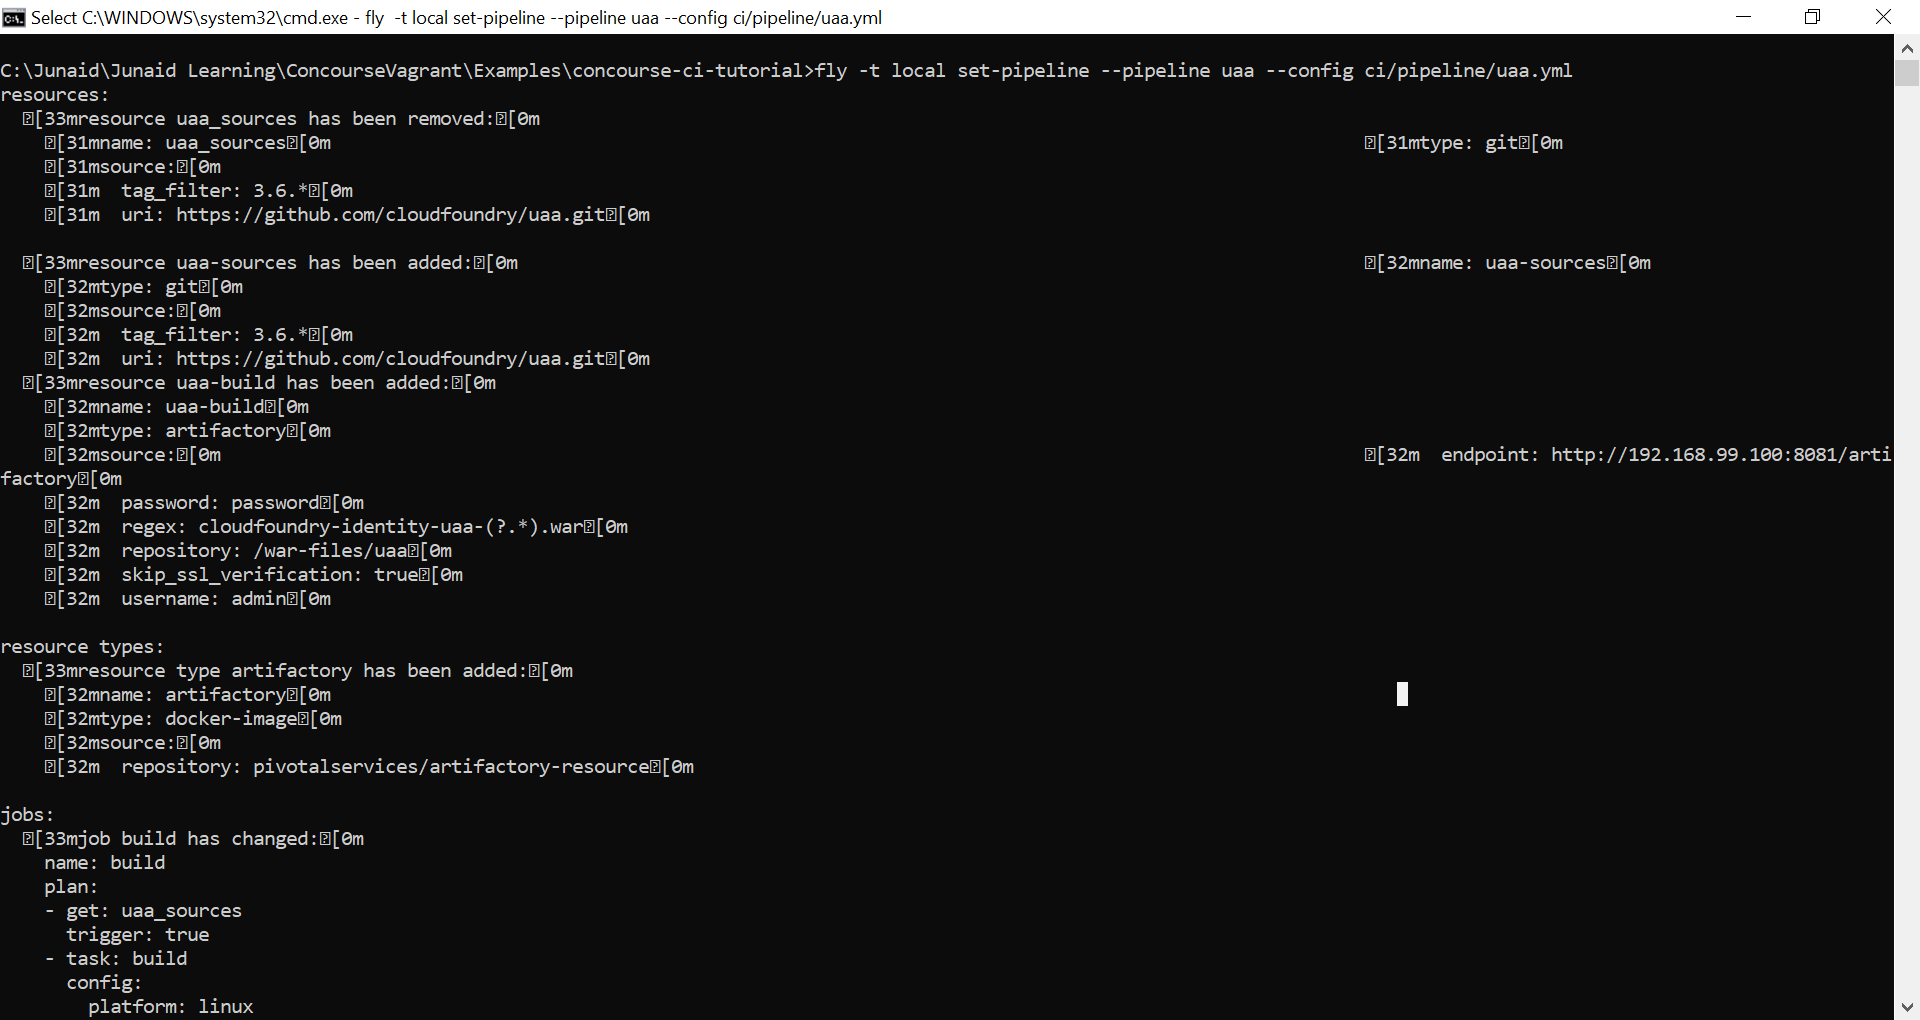 Select C:\WINDOWS\system32\cmd.exe - fly  -t local set-pipeline --pipeline uaa --config ci/pipeline/uaa.yml
C:\Junaid\Junaid Learning\ConcourseVagrant\Examples\concourse-ci-tutorial>fly -t local set-pipeline --pipeline uaa --config ci/pipeline/uaa.yml
resources:
  ⍰[33mresource uaa_sources has been removed:⍰[0m
    ⍰[31mname: uaa_sources⍰[0m    ⍰[31mtype: git⍰[0m
    ⍰[31msource:⍰[0m
    ⍰[31m  tag_filter: 3.6.*⍰[0m
    ⍰[31m  uri: https://github.com/cloudfoundry/uaa.git⍰[0m
  ⍰[33mresource uaa-sources has been added:⍰[0m    ⍰[32mname: uaa-sources⍰[0m
    ⍰[32mtype: git⍰[0m
    ⍰[32msource:⍰[0m
    ⍰[32m  tag_filter: 3.6.*⍰[0m
    ⍰[32m  uri: https://github.com/cloudfoundry/uaa.git⍰[0m
  ⍰[33mresource uaa-build has been added:⍰[0m
    ⍰[32mname: uaa-build⍰[0m
    ⍰[32mtype: artifactory⍰[0m
    ⍰[32msource:⍰[0m    ⍰[32m  endpoint: http://192.168.99.100:8081/arti
factory⍰[0m
    ⍰[32m  password: password⍰[0m
    ⍰[32m  regex: cloudfoundry-identity-uaa-(?.*).war⍰[0m
    ⍰[32m  repository: /war-files/uaa⍰[0m
    ⍰[32m  skip_ssl_verification: true⍰[0m
    ⍰[32m  username: admin⍰[0m
resource types:
  ⍰[33mresource type artifactory has been added:⍰[0m
    ⍰[32mname: artifactory⍰[0m
    ⍰[32mtype: docker-image⍰[0m
    ⍰[32msource:⍰[0m
    ⍰[32m  repository: pivotalservices/artifactory-resource⍰[0m
jobs:
  ⍰[33mjob build has changed:⍰[0m
    name: build
    plan:
    - get: uaa_sources
      trigger: true
    - task: build
      config:
        platform: linux